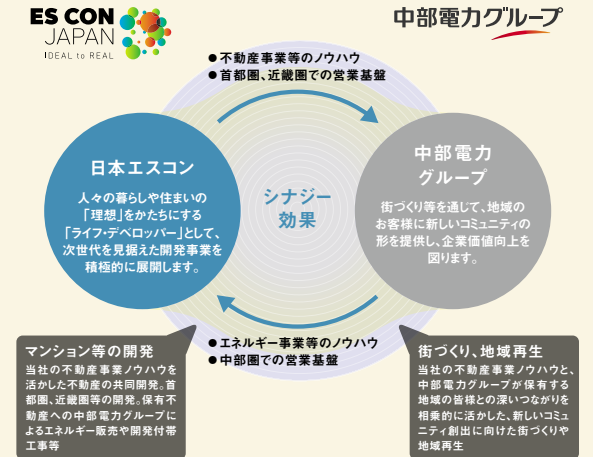 ES CON
JAPAN
IDEAL to REAL
中部電力グループ
●不動産事業等のノウハウ
●首都圏、近畿圏での営業基盤
日本エスコン
人々の暮らしや住まいの
「理想」をかたちにする
「ライフ・デベロッパー」として、
次世代を見据えた開発事業を
積極的に展開します。
シナジー
効果
中部電力
グループ
街づくり等を通じて、地域の
お客様に新しいコミュニティの
形を提供し、企業価値向上を
図ります。
●エネルギー事業等のノウハウ
●中部圏での営業基盤
マンション等の開発
当社の不動産事業ノウハウを
活かした不動産の共同開発。首
都圏、近畿圏等の開発。保有不
動産への中部電力グループに
よるエネルギー販売や開発付帯
工事等
街づくり、地域再生
当社の不動産事業ノウハウと、
中部電力グループが保有する
地域の皆様との深いつながりを
相乗的に活かした、新しいコミュ
ニティ創出に向けた街づくりや
地域再生